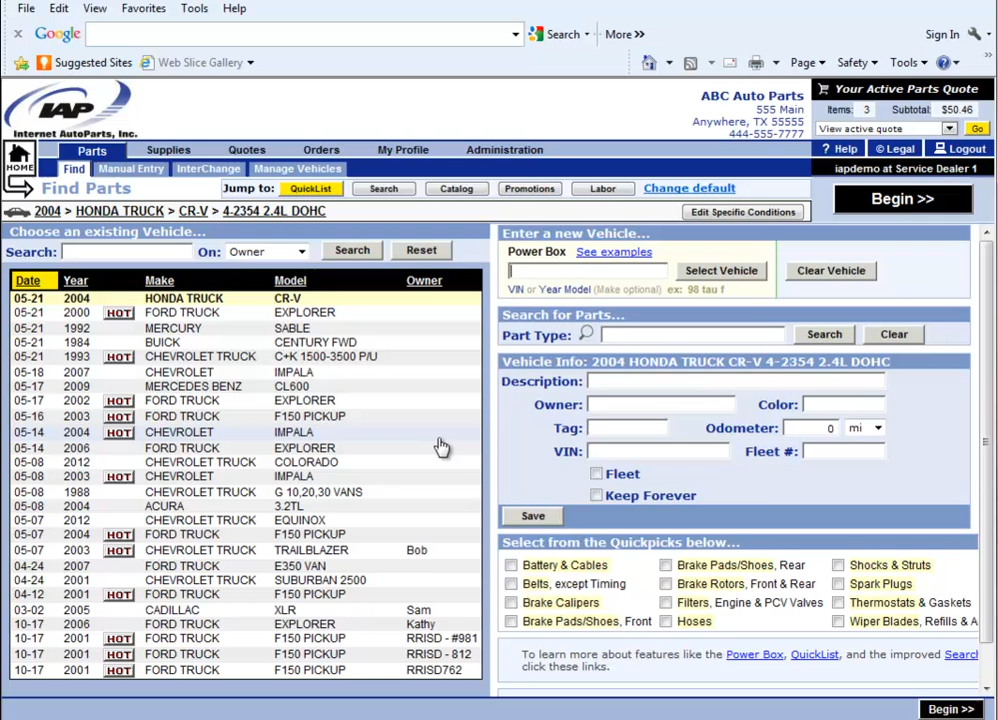 File Edit View Favorites Tools Help
x Google Search More >> Sign In
Suggested Sites Web Slice Gallery Page Safety Tools
IAP
Internet AutoParts, Inc.
ABC Auto Parts
555 Main
Anywhere, TX 55555
444-555-7777
Your Active Parts Quote
Items: 3 Subtotal: $50.46
View active quote Go
HOME Parts Supplies Quotes Orders My Profile Administration
? Help © Legal Logout
Find Manual Entry InterChange Manage Vehicles
iapdemo at Service Dealer 1
Find Parts Jump to: QuickList Search Catalog Promotions Labor Change default
Begin >>
2004 > HONDA TRUCK > CR-V > 4-2354 2.4L DOHC Edit Specific Conditions
Choose an existing Vehicle...
Search: On: Owner Search Reset
Date Year Make Model Owner
05-21 2004 HONDA TRUCK CR-V
05-21 2000 HOT FORD TRUCK EXPLORER
05-21 1992 MERCURY SABLE
05-21 1984 BUICK CENTURY FWD
05-21 1993 HOT CHEVROLET TRUCK C+K 1500-3500 P/U
05-18 2007 CHEVROLET IMPALA
05-17 2009 MERCEDES BENZ CL600
05-17 2002 HOT FORD TRUCK EXPLORER
05-16 2003 HOT FORD TRUCK F150 PICKUP
05-14 2004 HOT CHEVROLET IMPALA
05-14 2006 FORD TRUCK EXPLORER
05-08 2012 CHEVROLET TRUCK COLORADO
05-08 2003 HOT CHEVROLET IMPALA
05-08 1988 CHEVROLET TRUCK G 10,20,30 VANS
05-08 2004 ACURA 3.2TL
05-07 2012 CHEVROLET TRUCK EQUINOX
05-07 2004 HOT FORD TRUCK F150 PICKUP
05-07 2003 HOT CHEVROLET TRUCK TRAILBLAZER Bob
04-24 2007 FORD TRUCK E350 VAN
04-24 2001 CHEVROLET TRUCK SUBURBAN 2500
04-12 2001 HOT FORD TRUCK F150 PICKUP
03-02 2005 CADILLAC XLR Sam
10-17 2006 FORD TRUCK EXPLORER Kathy
10-17 2001 HOT FORD TRUCK F150 PICKUP RRISD - #981
10-17 2001 HOT FORD TRUCK F150 PICKUP RRISD - 812
10-17 2001 HOT FORD TRUCK F150 PICKUP RRISD762
Enter a new Vehicle...
Power Box See examples
Select Vehicle Clear Vehicle
VIN or Year Model (Make optional) ex: 98 tau f
Search for Parts...
Part Type: Search Clear
Vehicle Info: 2004 HONDA TRUCK CR-V 4-2354 2.4L DOHC
Description:
Owner: Color:
Tag: Odometer: 0 mi
VIN: Fleet #:
Fleet
Keep Forever
Save
Select from the Quickpicks below...
Battery & Cables Brake Pads/Shoes, Rear Shocks & Struts
Belts, except Timing Brake Rotors, Front & Rear Spark Plugs
Brake Calipers Filters, Engine & PCV Valves Thermostats & Gaskets
Brake Pads/Shoes, Front Hoses Wiper Blades, Refills & A
To learn more about features like the Power Box, QuickList, and the improved Search
click these links.
Begin >>